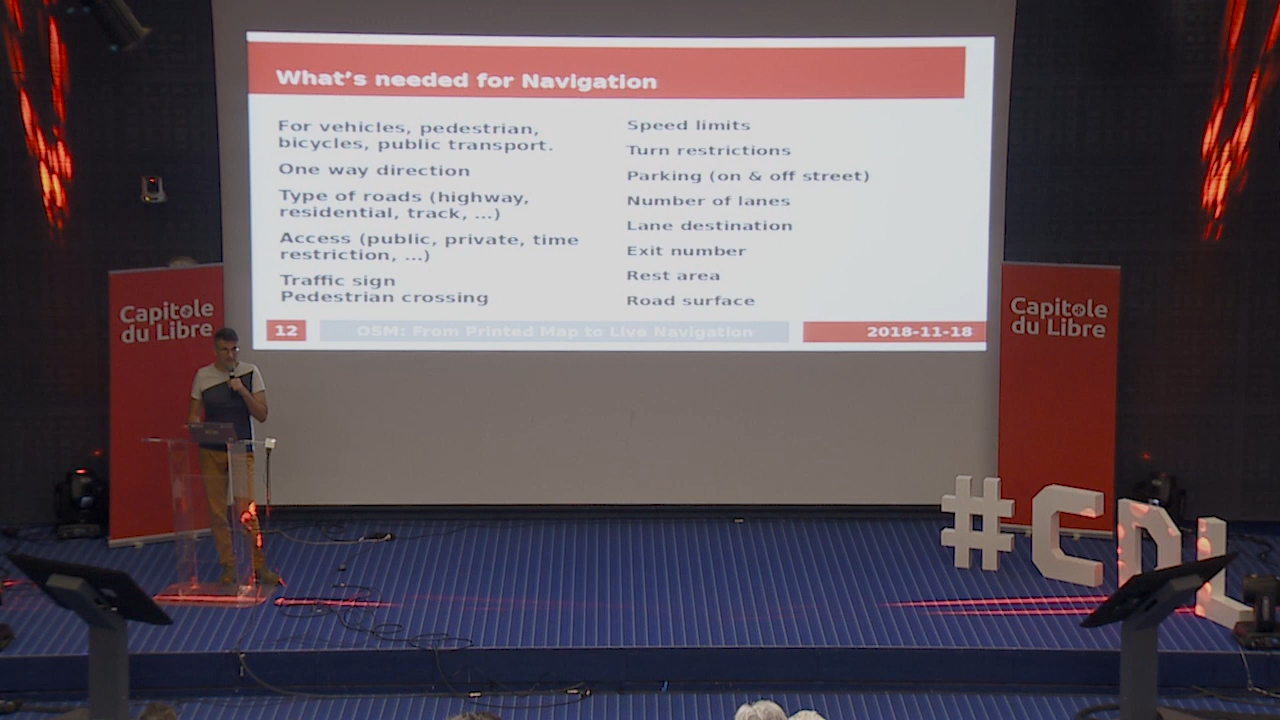 What's needed for Navigation
For vehicles, pedestrian,
bicycles, public transport.
One way direction
Type of roads (highway,
residential, track, ...)
Access (public, private, time
restriction, ...)
Traffic sign
Pedestrian crossing
Speed limits
Turn restrictions
Parking (on & off street)
Number of lanes
Lane destination
Exit number
Rest area
Road surface
12
OSM: From Printed Map to Live Navigation
2018-11-18
Capitole
du Libre
Capitole
du Libre
#CDL